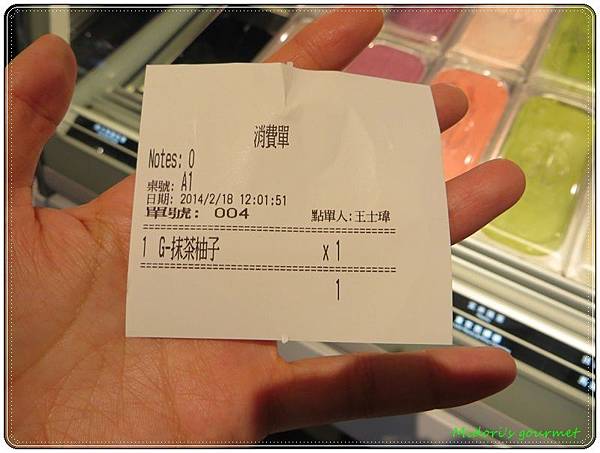 消費單
Notes: 0
桌號: A1
日期: 2014/2/18 12:01:51
單號: 004 點單人:王士瑋
1 G-抹茶柚子 x 1
1
Midori's gourmet